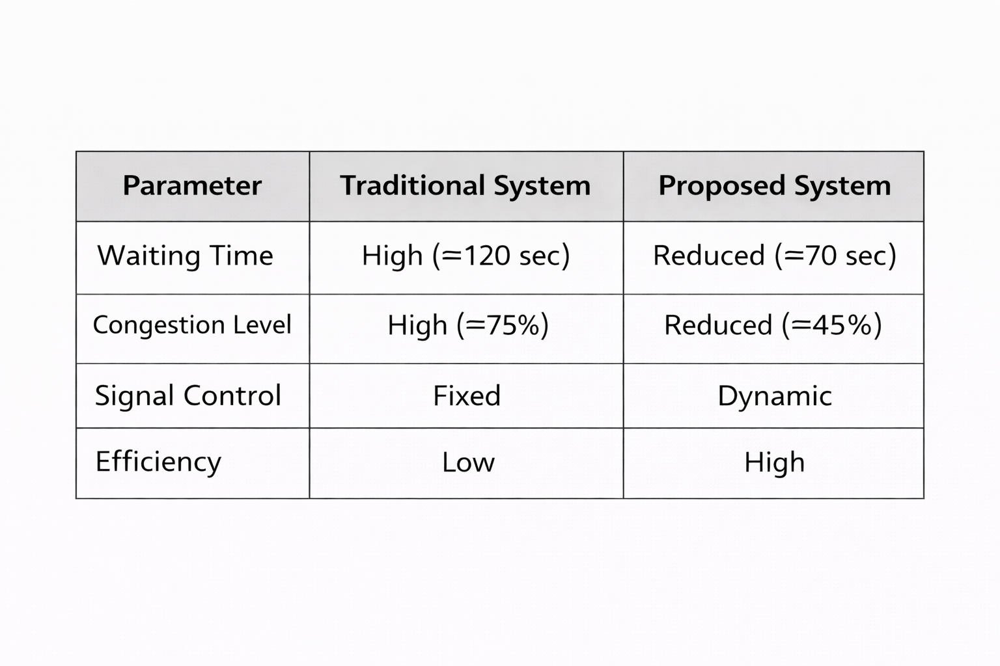 Parameter Traditional System Proposed System
Waiting Time High (=120 sec) Reduced (=70 sec)
Congestion Level High (=75%) Reduced (=45%)
Signal Control Fixed Dynamic
Efficiency Low High